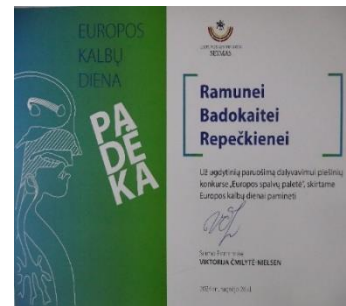 EUROPOS
KALBŲ
DIENA
PA
DĖ
KA
SEIMAS
Ramunei
Badokaitei
Repečkienei
Už ugdytinių paruošimą dalyvavimui piešinių
konkurse „Europos spalvų paletė“, skirtame
Europos kalbų dienai paminėti
VIKTORIJA ČMILYTĖ-NIELSEN